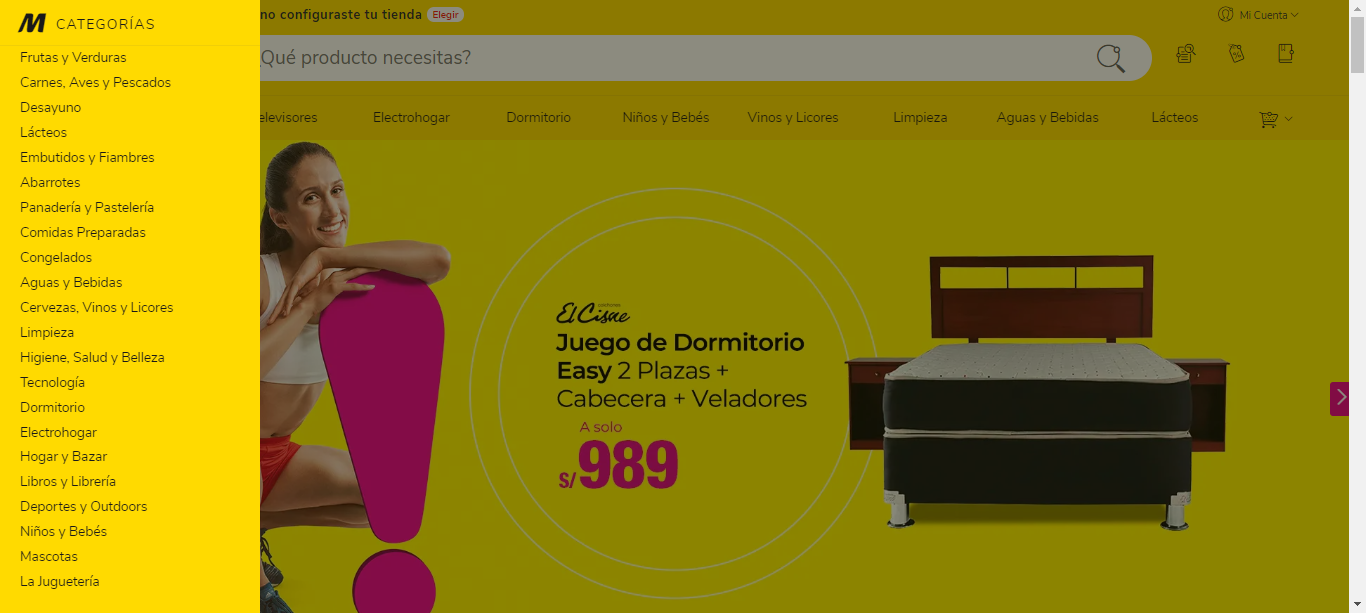 M CATEGORÍAS
Frutas y Verduras
Carnes, Aves y Pescados
Desayuno
Lácteos
Embutidos y Fiambres
Abarrotes
Panadería y Pastelería
Comidas Preparadas
Congelados
Aguas y Bebidas
Cervezas, Vinos y Licores
Limpieza
Higiene, Salud y Belleza
Tecnología
Dormitorio
Electrohogar
Hogar y Bazar
Libros y Librería
Deportes y Outdoors
Niños y Bebés
Mascotas
La Juguetería
no configuraste tu tienda Elegir
Mi Cuenta
Qué producto necesitas?
elevisores Electrohogar Dormitorio Niños y Bebés Vinos y Licores Limpieza Aguas y Bebidas Lácteos
colchones
El Cisne
Juego de Dormitorio
Easy 2 Plazas +
Cabecera + Veladores
A solo
S/989